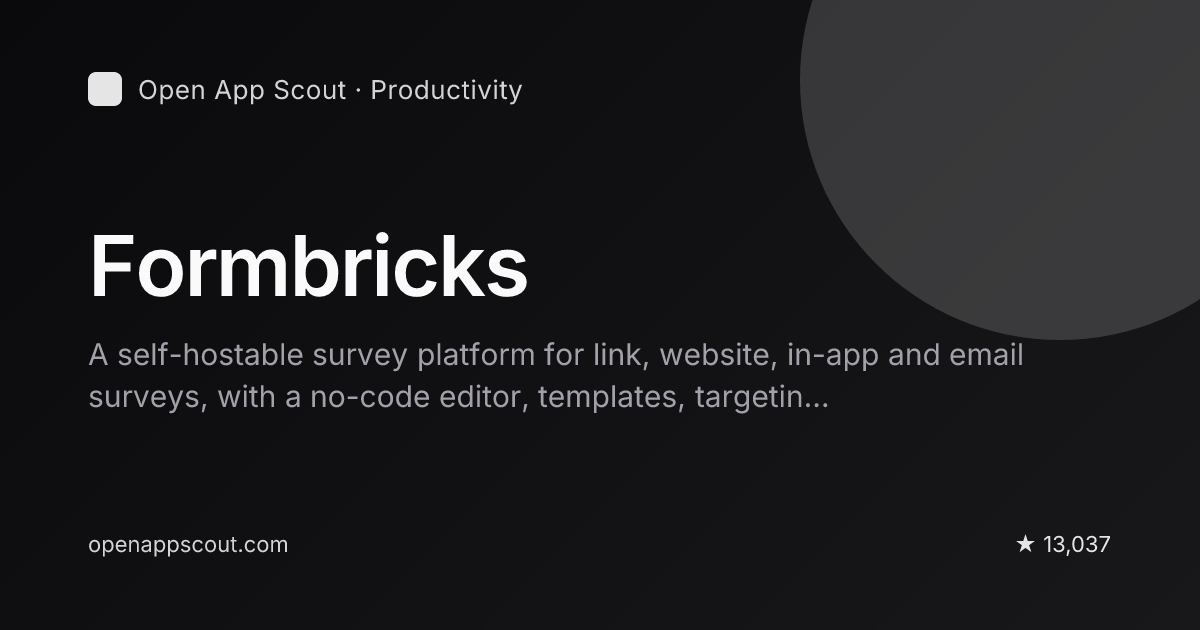 Open App Scout · Productivity
Formbricks
A self-hostable survey platform for link, website, in-app and email
surveys, with a no-code editor, templates, targetin...
openappscout.com
★ 13,037